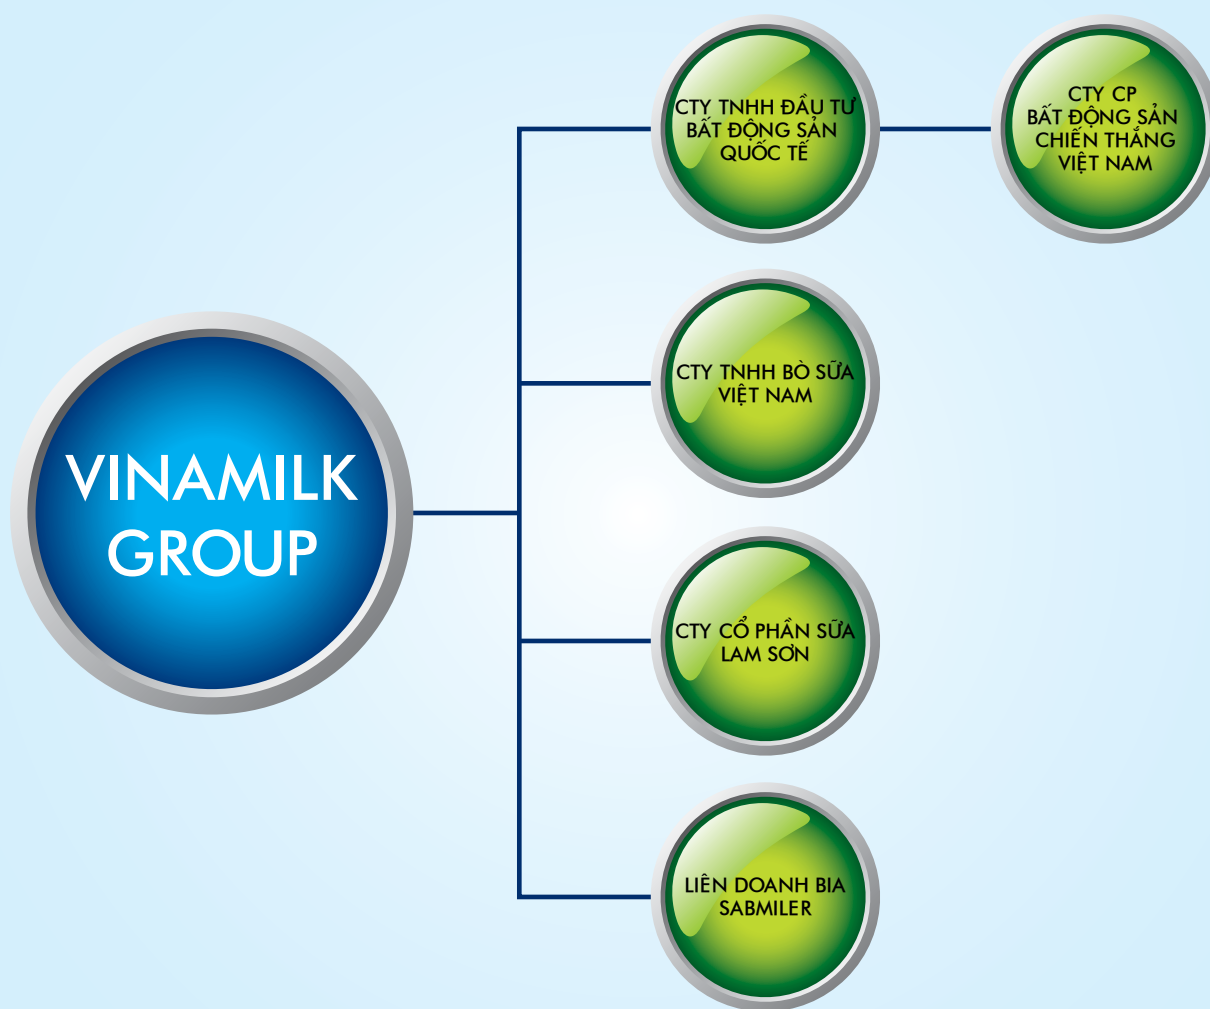 VINAMILK
GROUP
CTY TNHH ĐẦU TƯ
BẤT ĐỘNG SẢN
QUỐC TẾ
CTY CP
BẤT ĐỘNG SẢN
CHIẾN THẮNG
VIỆT NAM
CTY TNHH BÒ SỮA
VIỆT NAM
CTY CỔ PHẦN SỮA
LAM SƠN
LIÊN DOANH BIA
SABMILER